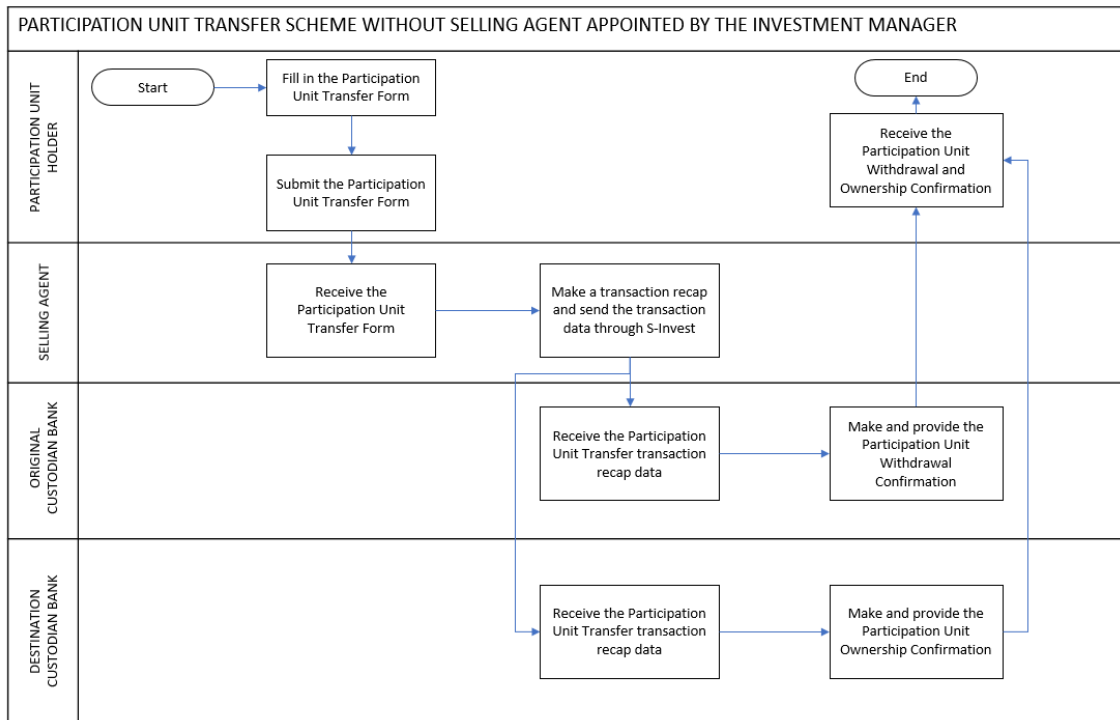 PARTICIPATION UNIT TRANSFER SCHEME WITHOUT SELLING AGENT APPOINTED BY THE INVESTMENT MANAGER
PARTICIPATION UNIT
HOLDER
Start
Fill in the Participation
Unit Transfer Form
Submit the Participation
Unit Transfer Form
End
Receive the
Participation Unit
Withdrawal and
Ownership Confirmation
SELLING AGENT
Receive the
Participation Unit
Transfer Form
Make a transaction recap
and send the transaction
data through S-Invest
ORIGINAL
CUSTODIAN BANK
Receive the Participation
Unit Transfer transaction
recap data
Make and provide the
Participation Unit
Withdrawal
Confirmation
DESTINATION
CUSTODIAN BANK
Receive the Participation
Unit Transfer transaction
recap data
Make and provide the
Participation Unit
Ownership Confirmation